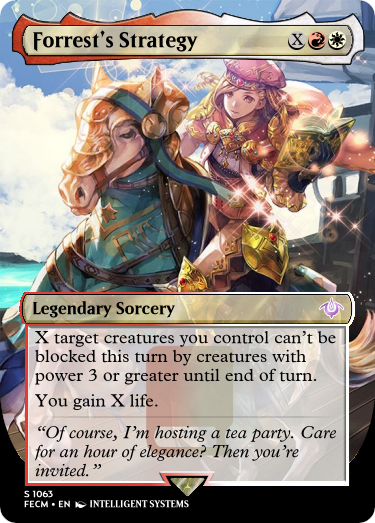 Forrest's Strategy X
Legendary Sorcery
X target creatures you control can't be
blocked this turn by creatures with
power 3 or greater until end of turn.
You gain X life.
"Of course, I'm hosting a tea party. Care
for an hour of elegance? Then you're
invited."
S 1063
FECM • EN INTELLIGENT SYSTEMS